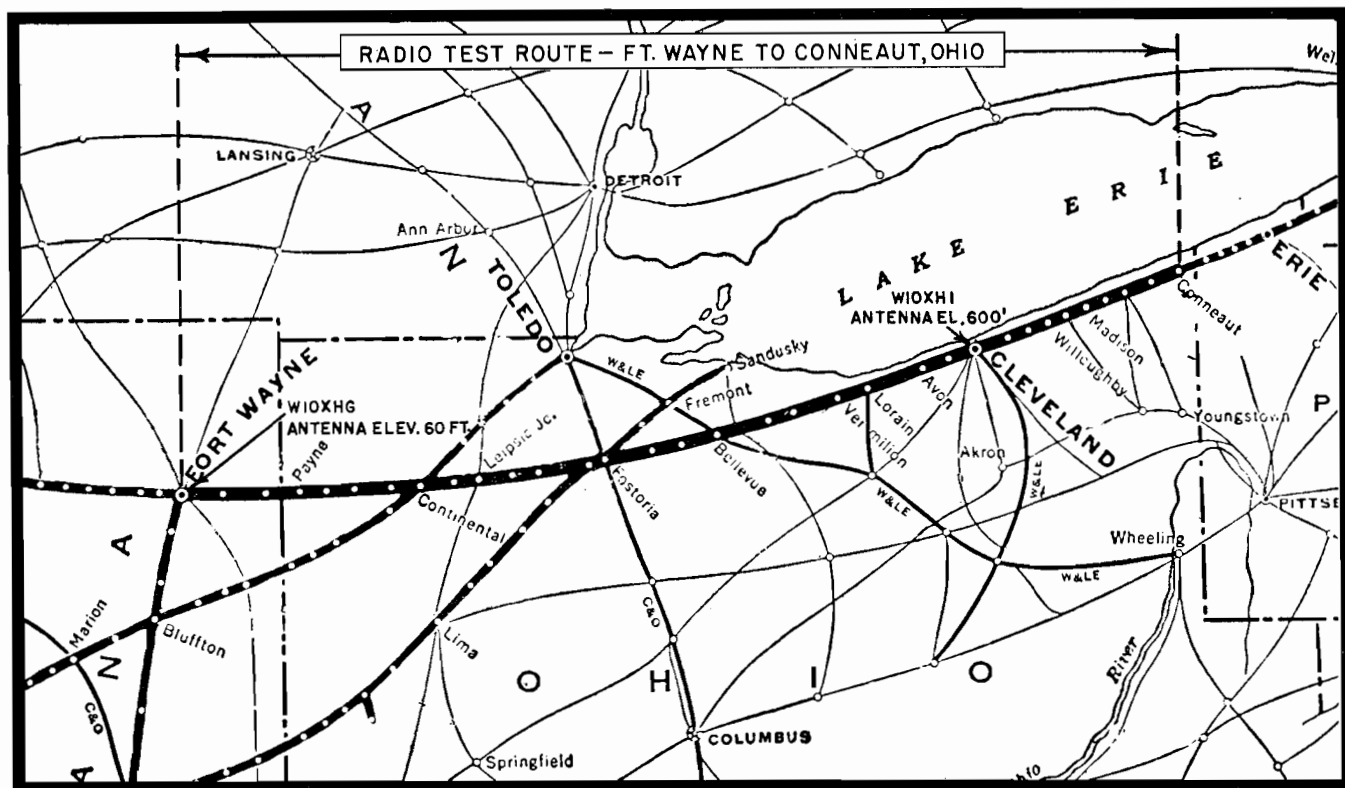 RADIO TEST ROUTE – FT. WAYNE TO CONNEAUT, OHIO
A
LANSING
DETROIT
Ann Arbor
N
TOLEDO
LAKE
ERIE
WIOXHI
ANTENNA EL. 600'
Conneaut
ERIE
Madison
Willoughby
CLEVELAND
W&LE
Sandusky
Fremont
Avon
Lorain
Vermilion
FORT WAYNE
WIOXHG
ANTENNA ELEV. 60 FT.
Payne
Leipsic Jc.
Continental
Fostoria
Bellevue
Akron
W&LE
W&LE
Youngstown
P
Wheeling
W&LE
A
N
A
Marion
Bluffton
C&O
Lima
C&O
OHIO
River
COLUMBUS
Springfield